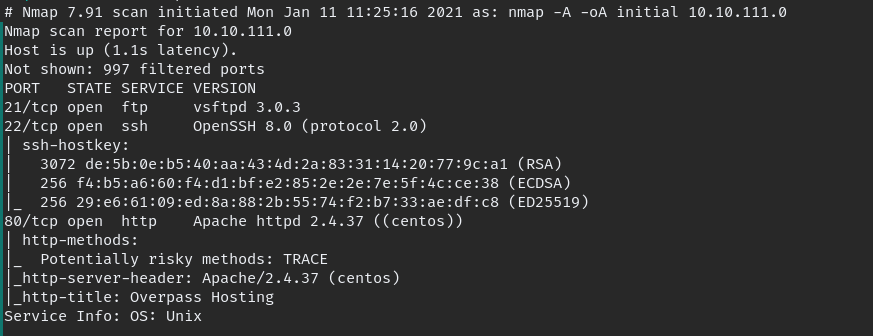 # Nmap 7.91 scan initiated Mon Jan 11 11:25:16 2021 as: nmap -A -oA initial 10.10.111.0
Nmap scan report for 10.10.111.0
Host is up (1.1s latency).
Not shown: 997 filtered ports
PORT   STATE SERVICE VERSION
21/tcp open  ftp     vsftpd 3.0.3
22/tcp open  ssh     OpenSSH 8.0 (protocol 2.0)
| ssh-hostkey:
|   3072 de:5b:0e:b5:40:aa:43:4d:2a:83:31:14:20:77:9c:a1 (RSA)
|   256 f4:b5:a6:60:f4:d1:bf:e2:85:2e:2e:7e:5f:4c:ce:38 (ECDSA)
|_  256 29:e6:61:09:ed:8a:88:2b:55:74:f2:b7:33:ae:df:c8 (ED25519)
80/tcp open  http    Apache httpd 2.4.37 ((centos))
| http-methods:
|_  Potentially risky methods: TRACE
|_http-server-header: Apache/2.4.37 (centos)
|_http-title: Overpass Hosting
Service Info: OS: Unix